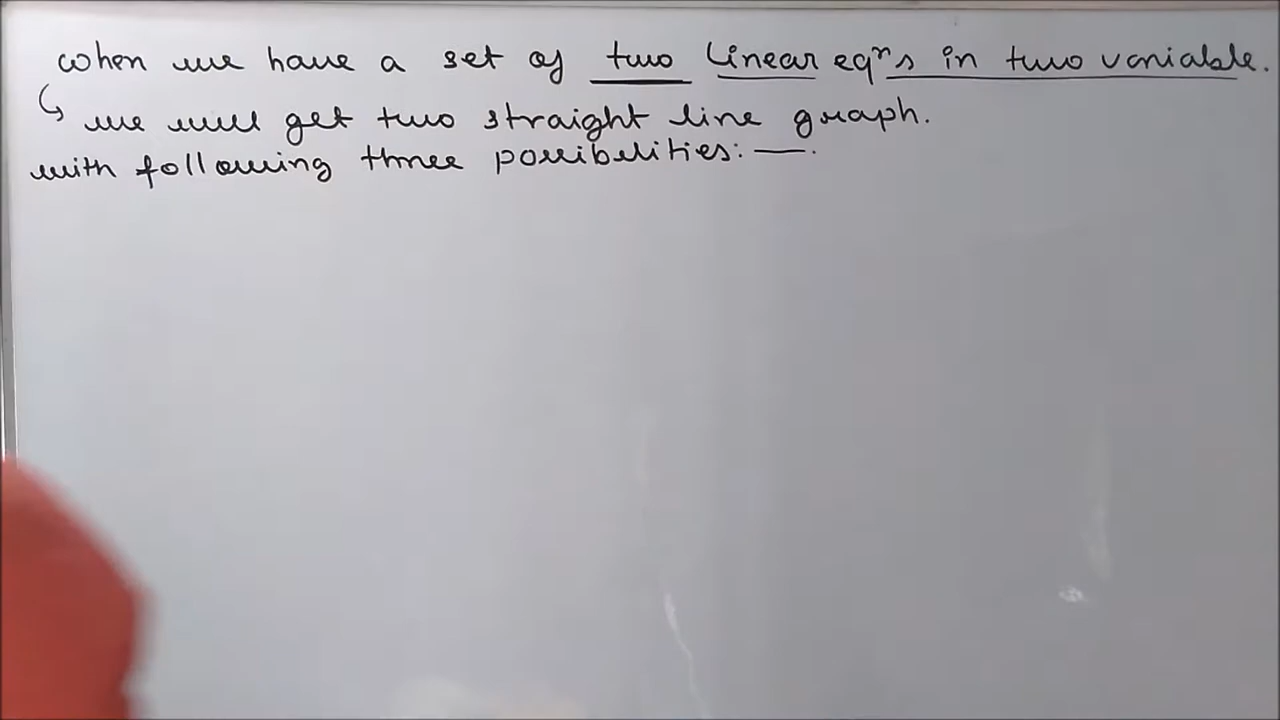 when we have a set of two linear eqⁿs in two variable.
↳ we will get two straight line graph.
with following three possibilities: —.